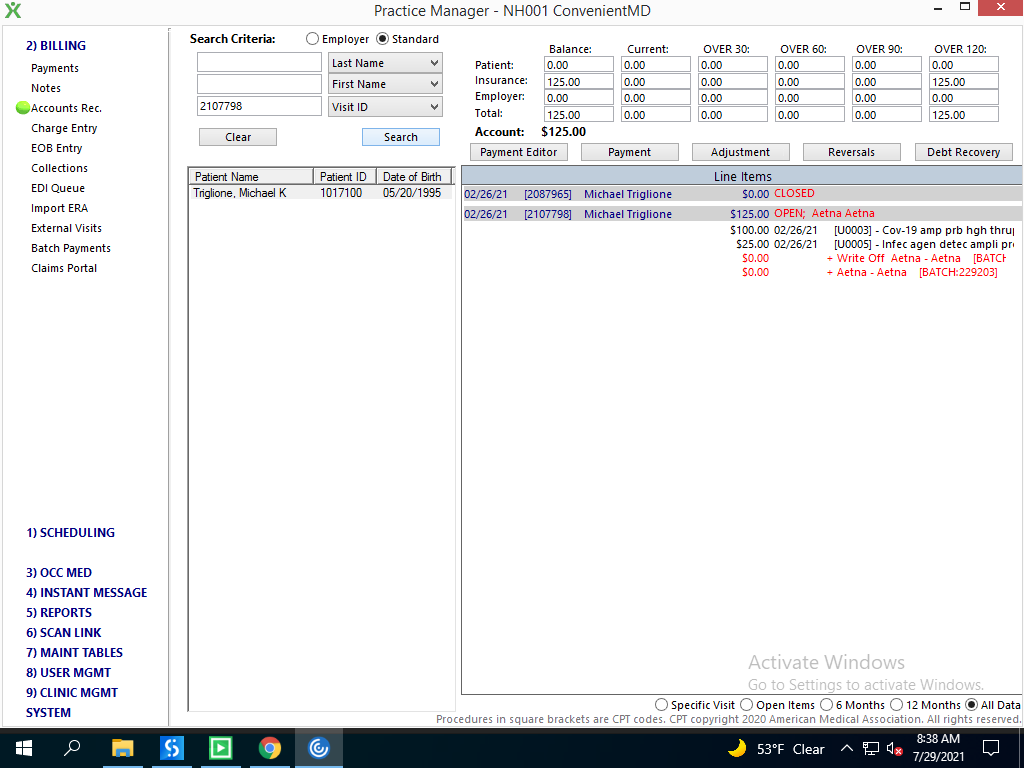 Practice Manager - NH001 ConvenientMD
2) BILLING
Payments
Notes
Accounts Rec.
Charge Entry
EOB Entry
Collections
EDI Queue
Import ERA
External Visits
Batch Payments
Claims Portal
1) SCHEDULING
3) OCC MED
4) INSTANT MESSAGE
5) REPORTS
6) SCAN LINK
7) MAINT TABLES
8) USER MGMT
9) CLINIC MGMT
SYSTEM
Search Criteria: Employer Standard
Last Name
First Name
2107798 Visit ID
Clear Search
Patient Name Patient ID Date of Birth
Triglione, Michael K 1017100 05/20/1995
Balance: Current: OVER 30: OVER 60: OVER 90: OVER 120:
Patient: 0.00 0.00 0.00 0.00 0.00 0.00
Insurance: 125.00 0.00 0.00 0.00 0.00 125.00
Employer: 0.00 0.00 0.00 0.00 0.00 0.00
Total: 125.00 0.00 0.00 0.00 0.00 125.00
Account: $125.00
Payment Editor Payment Adjustment Reversals Debt Recovery
Line Items
02/26/21 [2087965] Michael Triglione $0.00 CLOSED
02/26/21 [2107798] Michael Triglione $125.00 OPEN; Aetna Aetna
$100.00 02/26/21 [U0003] - Cov-19 amp prb hgh thrup
$25.00 02/26/21 [U0005] - Infec agen detec ampli pr
$0.00 + Write Off Aetna - Aetna [BATCH
$0.00 + Aetna - Aetna [BATCH:229203]
Activate Windows
Go to Settings to activate Windows.
Specific Visit Open Items 6 Months 12 Months All Data
Procedures in square brackets are CPT codes. CPT copyright 2020 American Medical Association. All rights reserved.
53°F Clear
8:38 AM
7/29/2021